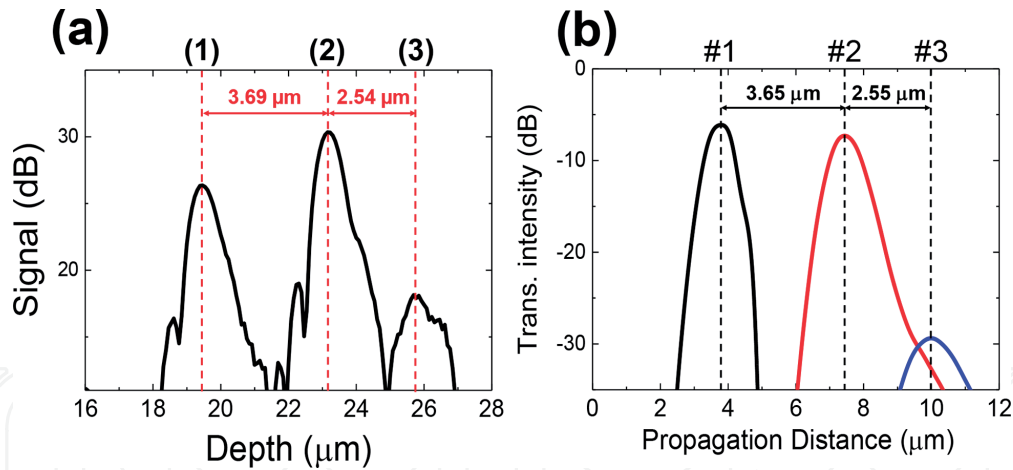 (a)
(1) (2) (3)
3.69 μm 2.54 μm
30
20
Signal (dB)
16 18 20 22 24 26 28
Depth (μm)
(b)
#1 #2 #3
3.65 μm 2.55 μm
0
-10
-20
-30
Trans. intensity (dB)
0 2 4 6 8 10 12
Propagation Distance (μm)